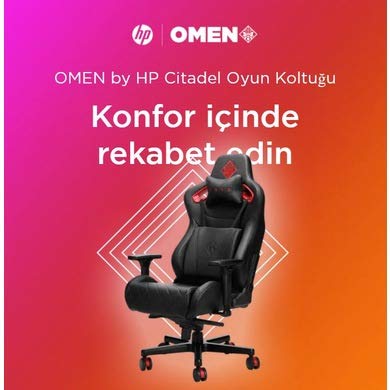 hp OMEN
OMEN by HP Citadel Oyun Koltuğu
Konfor içinde
rekabet edin